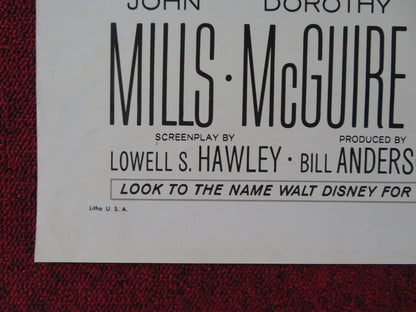 JOHN DOROTHY
MILLS · McGUIRE
SCREENPLAY BY PRODUCED BY
LOWELL S. HAWLEY · BILL ANDERS
LOOK TO THE NAME WALT DISNEY FOR
Litho U. S. A.